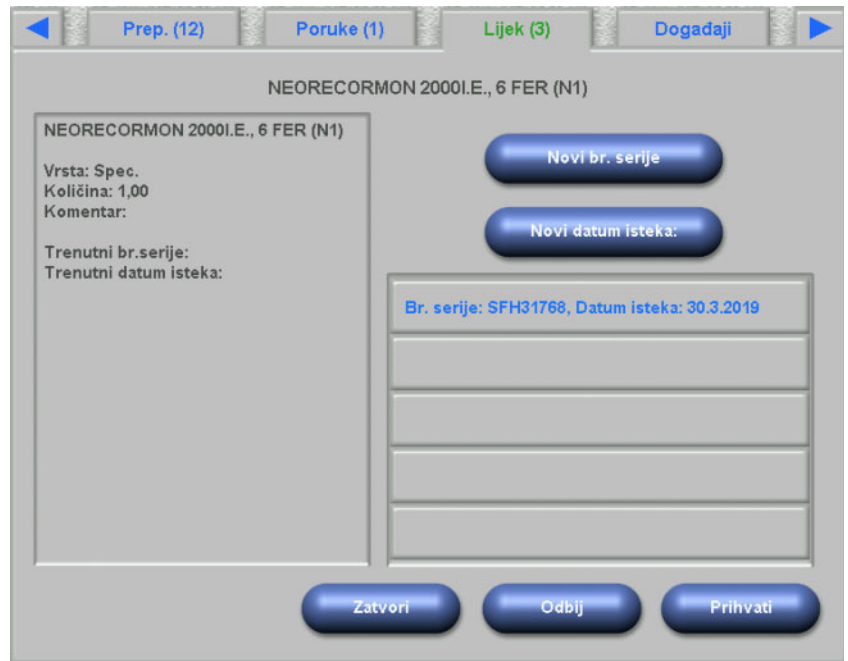 Prep. (12) Poruke (1) Lijek (3) Događaji
NEORECORMON 2000I.E., 6 FER (N1)
NEORECORMON 2000I.E., 6 FER (N1)
Vrsta: Spec.
Količina: 1,00
Komentar:
Trenutni br.serije:
Trenutni datum isteka:
Novi br. serije
Novi datum isteka:
Br. serije: SFH31768, Datum isteka: 30.3.2019
Zatvori Odbij Prihvati